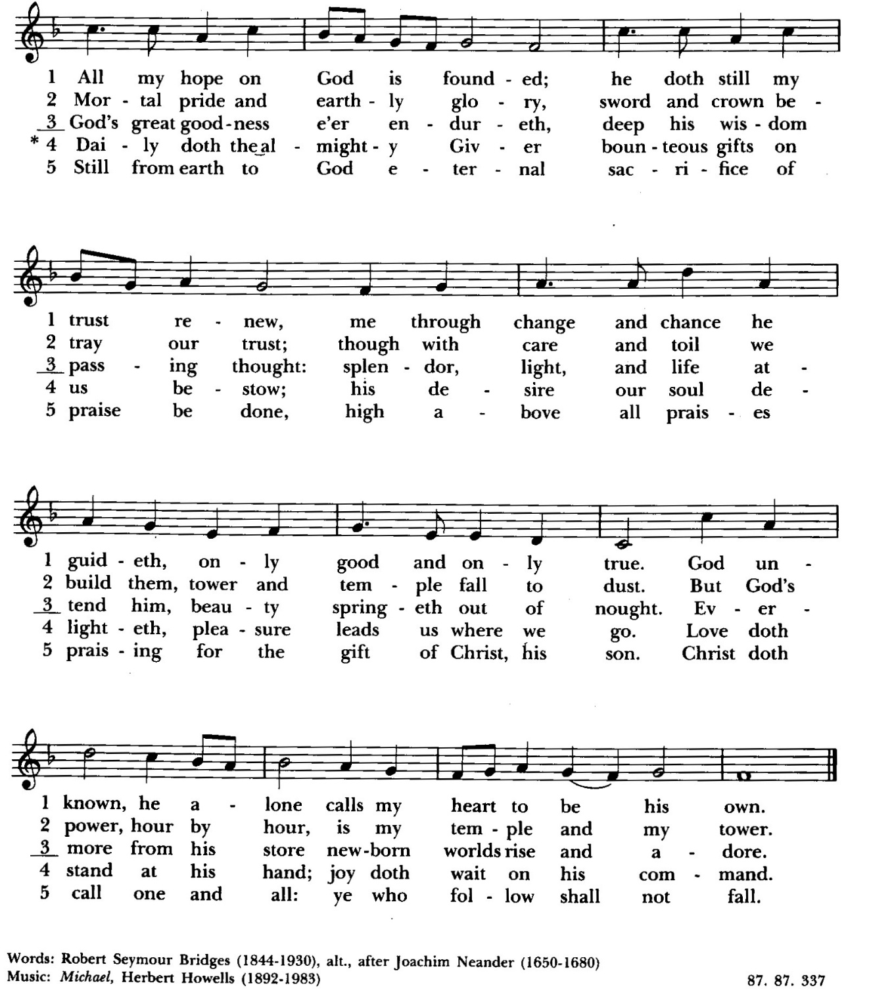 1 All my hope on God is found - ed; he doth still my
2 Mor - tal pride and earth - ly glo - ry, sword and crown be -
3 God's great good - ness e'er en - dur - eth, deep his wis - dom
* 4 Dai - ly doth the al - might - y Giv - er boun - teous gifts on
5 Still from earth to God e - ter - nal sac - ri - fice of
1 trust re - new, me through change and chance he
2 tray our trust; though with care and toil we
3 pass - ing thought: splen - dor, light, and life at -
4 us be - stow; his de - sire our soul de -
5 praise be done, high a - bove all prais - es
1 guid - eth, on - ly good and on - ly true. God un -
2 build them, tower and tem - ple fall to dust. But God's
3 tend him, beau - ty spring - eth out of nought. Ev - er -
4 light - eth, plea - sure leads us where we go. Love doth
5 prais - ing for the gift of Christ, his son. Christ doth
1 known, he a - lone calls my heart to be his own.
2 power, hour by hour, is my tem - ple and my tower.
3 more from his store new - born worlds rise and a - dore.
4 stand at his hand; joy doth wait on his com - mand.
5 call one and all: ye who fol - low shall not fall.
Words: Robert Seymour Bridges (1844-1930), alt., after Joachim Neander (1650-1680)
Music: Michael, Herbert Howells (1892-1983) 87. 87. 337